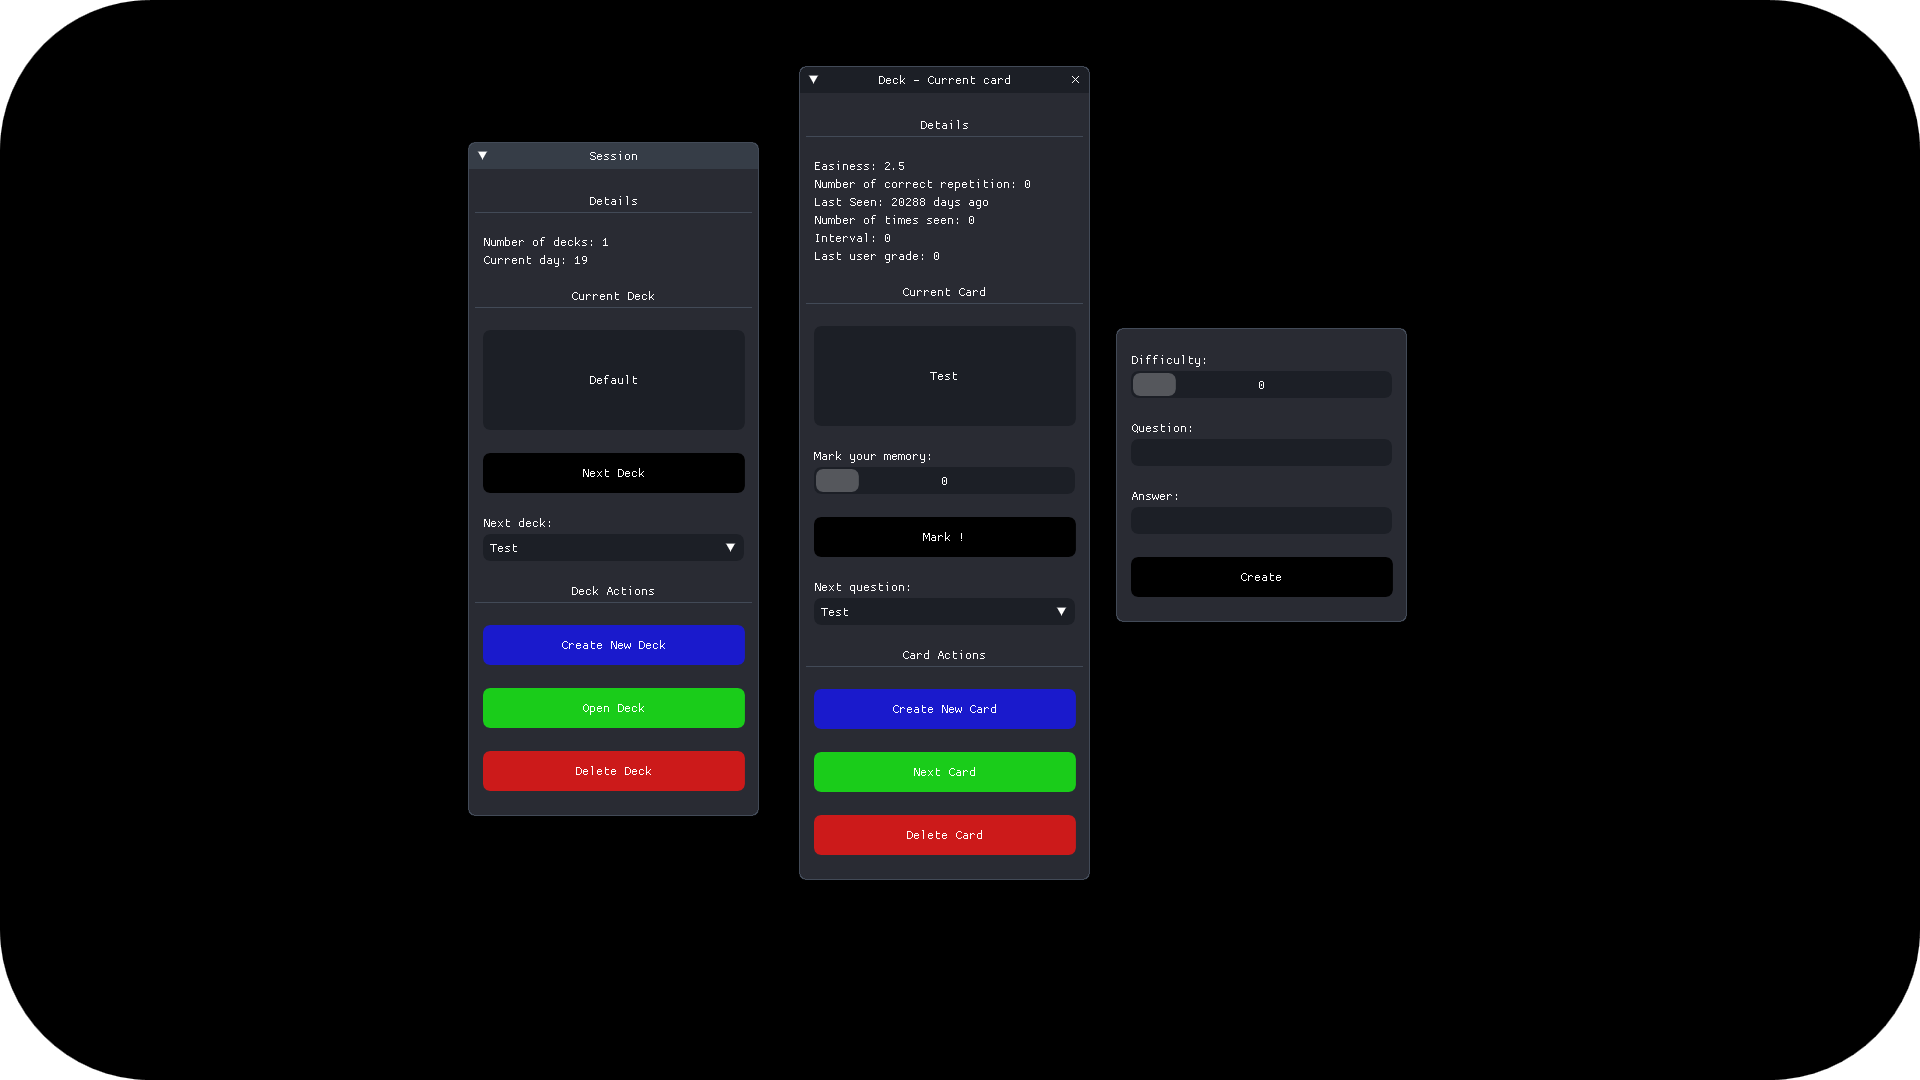 Session
Details
Number of decks: 1
Current day: 19
Current Deck
Default
Next Deck
Next deck:
Test
Deck Actions
Create New Deck
Open Deck
Delete Deck
Deck - Current card
Details
Easiness: 2.5
Number of correct repetition: 0
Last Seen: 20288 days ago
Number of times seen: 0
Interval: 0
Last user grade: 0
Current Card
Test
Mark your memory:
0
Mark !
Next question:
Test
Card Actions
Create New Card
Next Card
Delete Card
Difficulty:
0
Question:
Answer:
Create